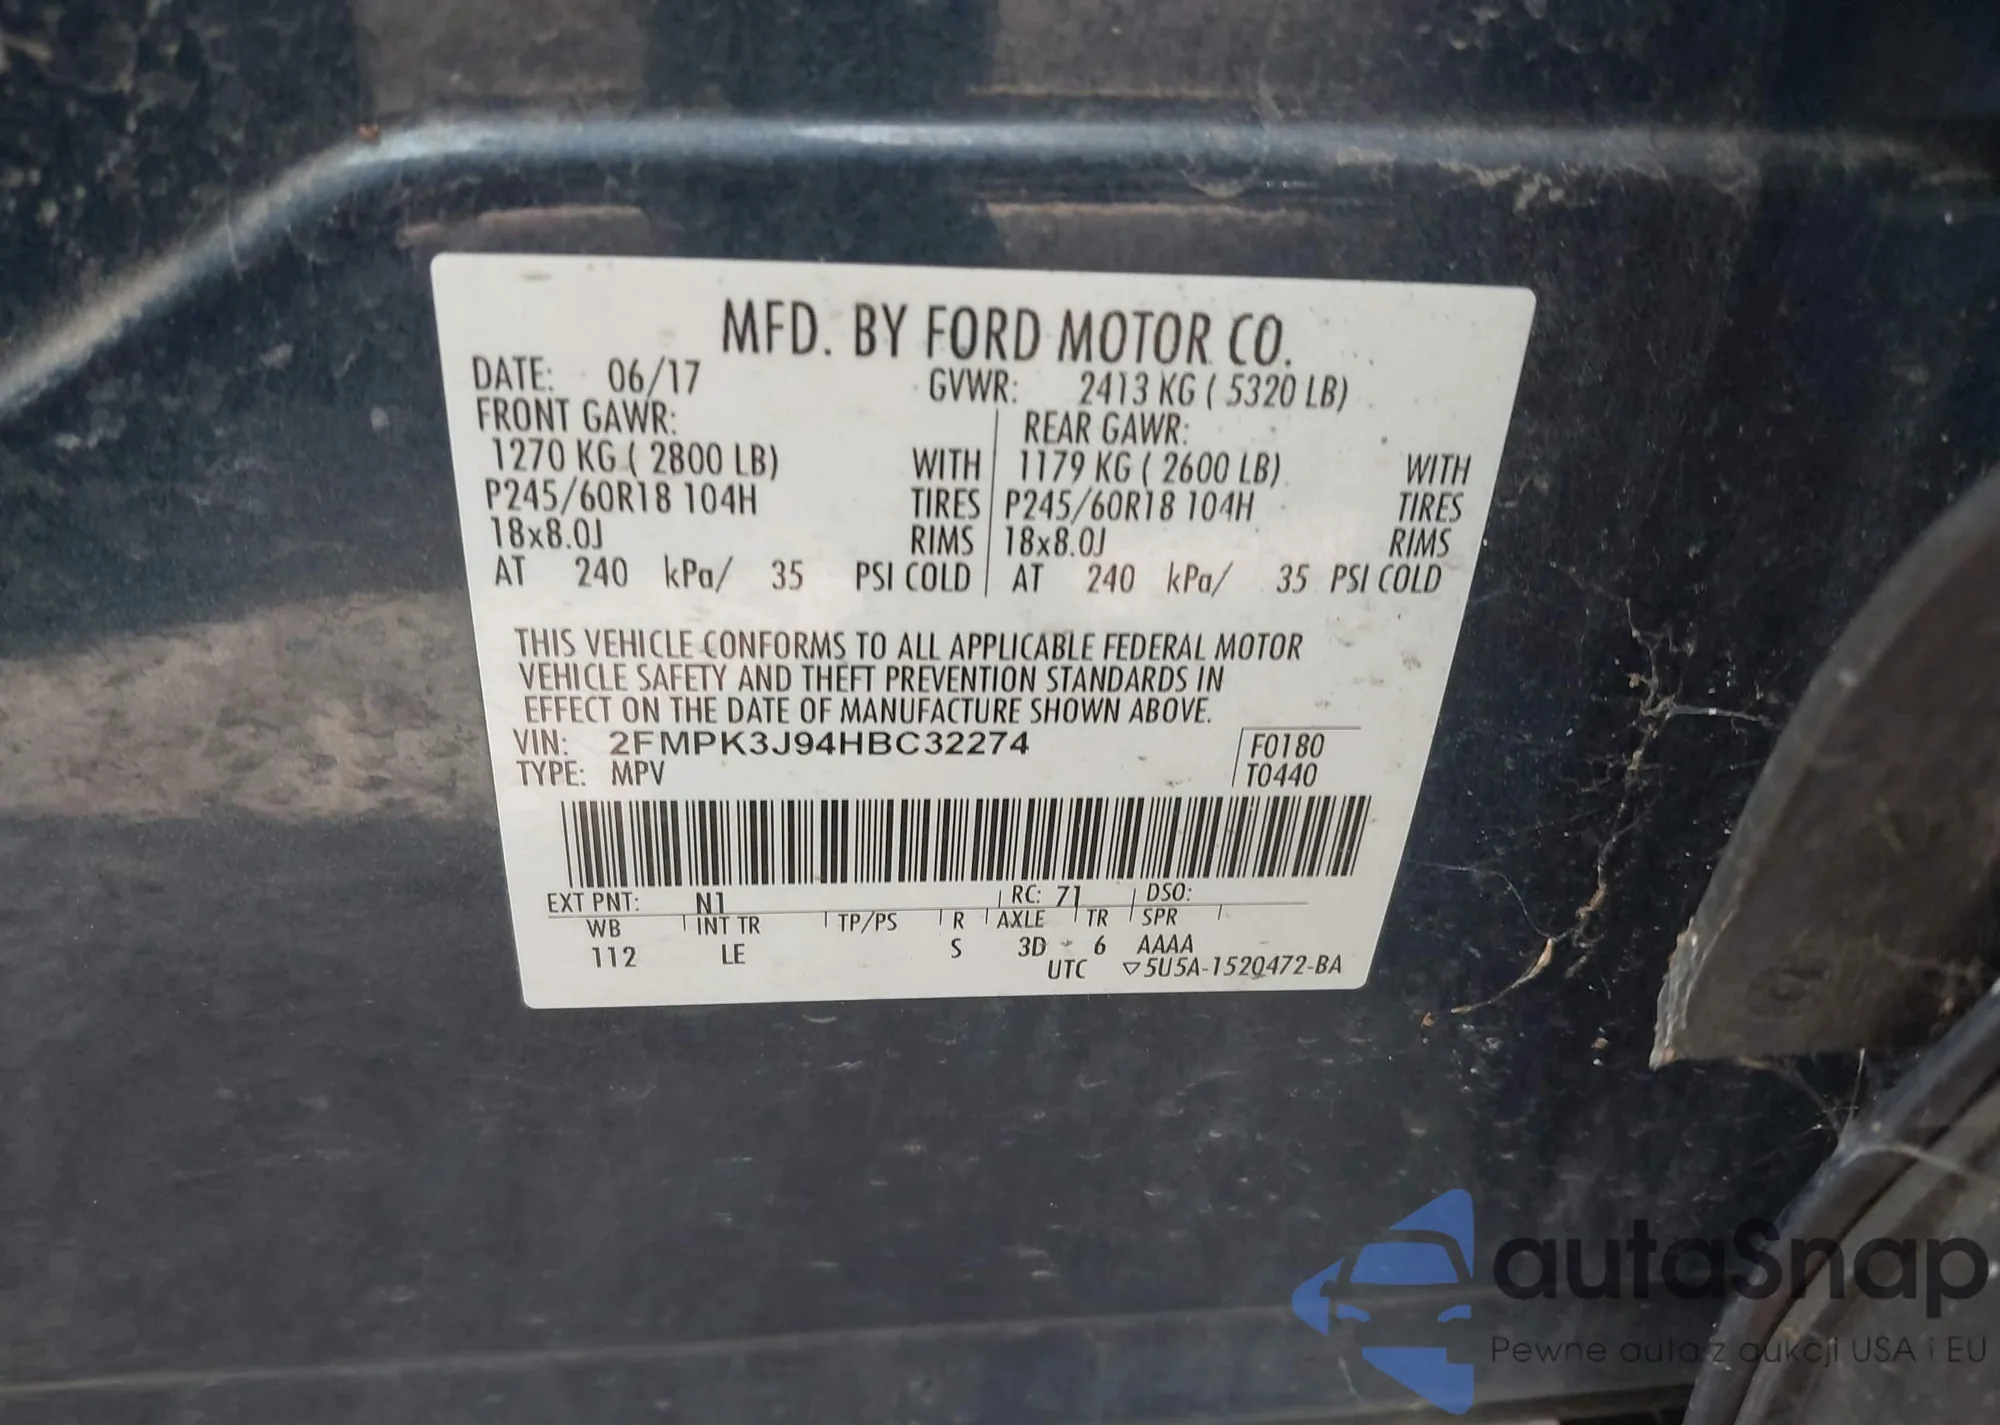 MFD. BY FORD MOTOR CO.
DATE: 06/17 GVWR: 2413 KG ( 5320 LB)
FRONT GAWR: REAR GAWR:
1270 KG ( 2800 LB) WITH 1179 KG ( 2600 LB) WITH
P245/60R18 104H TIRES P245/60R18 104H TIRES
18x8.0J RIMS 18x8.0J RIMS
AT 240 kPa/ 35 PSI COLD AT 240 kPa/ 35 PSI COLD
THIS VEHICLE CONFORMS TO ALL APPLICABLE FEDERAL MOTOR
VEHICLE SAFETY AND THEFT PREVENTION STANDARDS IN
EFFECT ON THE DATE OF MANUFACTURE SHOWN ABOVE.
VIN: 2FMPK3J94HBC32274 F0180
TYPE: MPV T0440
EXT PNT: N1 RC: 71 DSO:
WB INT TR TP/PS R AXLE TR SPR
112 LE S 3D 6 AAAA
UTC ▽5U5A-1520472-BA
autaSnap
Pewne auta z aukcji USA i EU